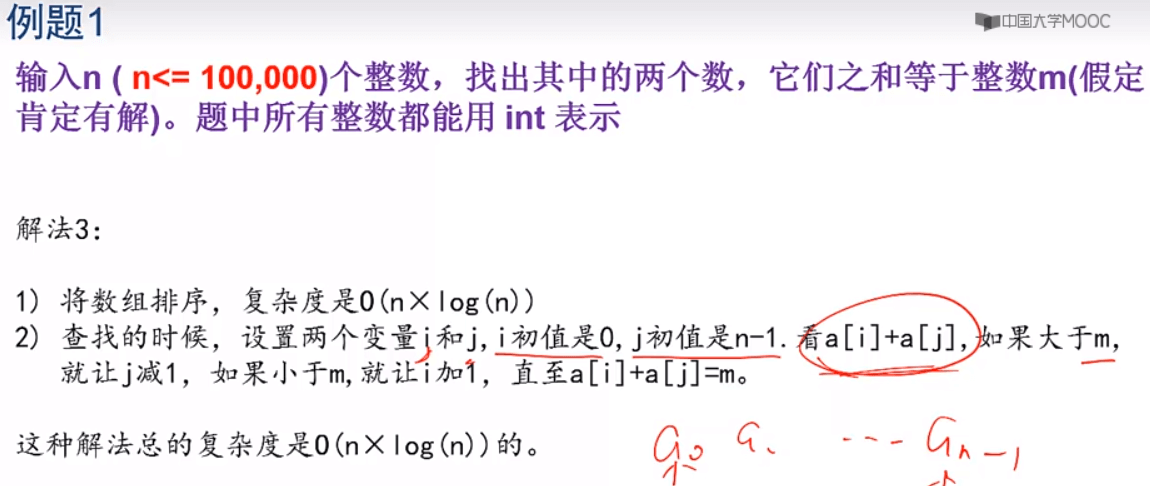 例题1
中国大学MOOC
输入n ( n<= 100,000)个整数，找出其中的两个数，它们之和等于整数m(假定
肯定有解)。题中所有整数都能用 int 表示
解法3：
1) 将数组排序，复杂度是O(n×log(n))
2) 查找的时候，设置两个变量i和j,i初值是0,j初值是n-1.看a[i]+a[j],如果大于m,
就让j减1，如果小于m,就让i加1，直至a[i]+a[j]=m。
这种解法总的复杂度是O(n×log(n))的。
a0 a1 ---- an-1